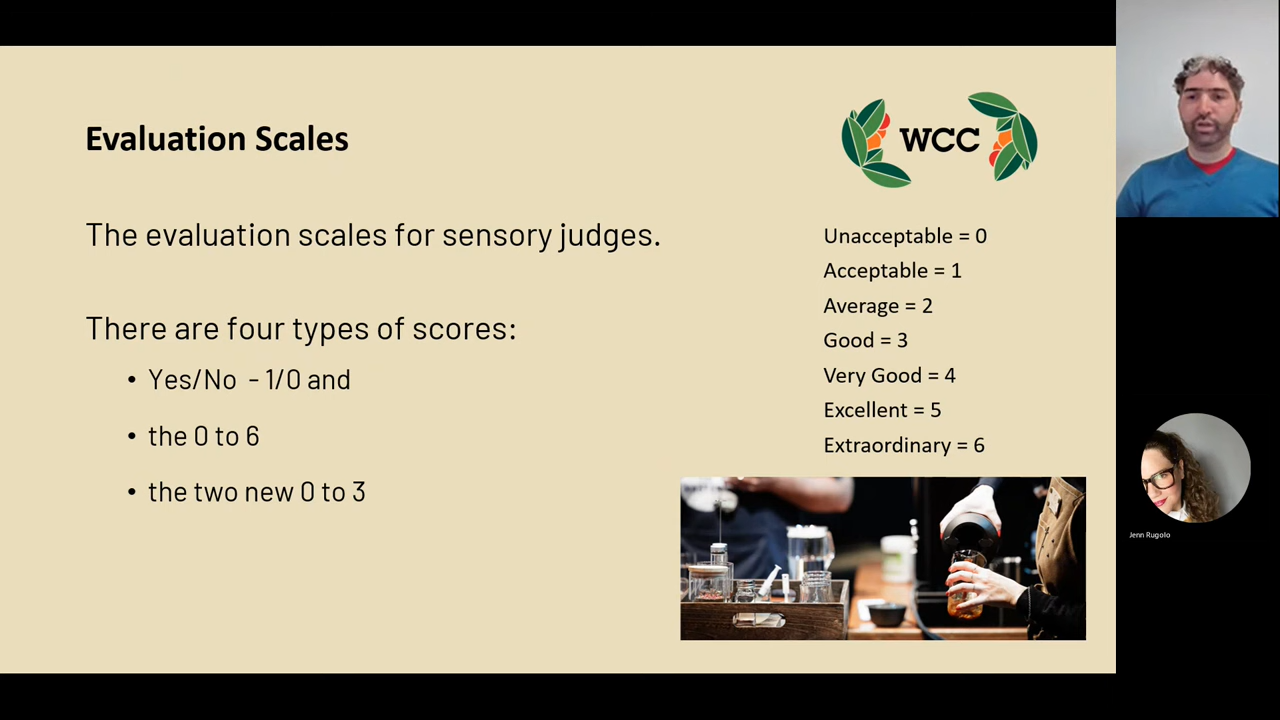 Evaluation Scales
WCC
The evaluation scales for sensory judges.
There are four types of scores:
• Yes/No - 1/0 and
• the 0 to 6
• the two new 0 to 3
Unacceptable = 0
Acceptable = 1
Average = 2
Good = 3
Very Good = 4
Excellent = 5
Extraordinary = 6
Jenn Rugolo